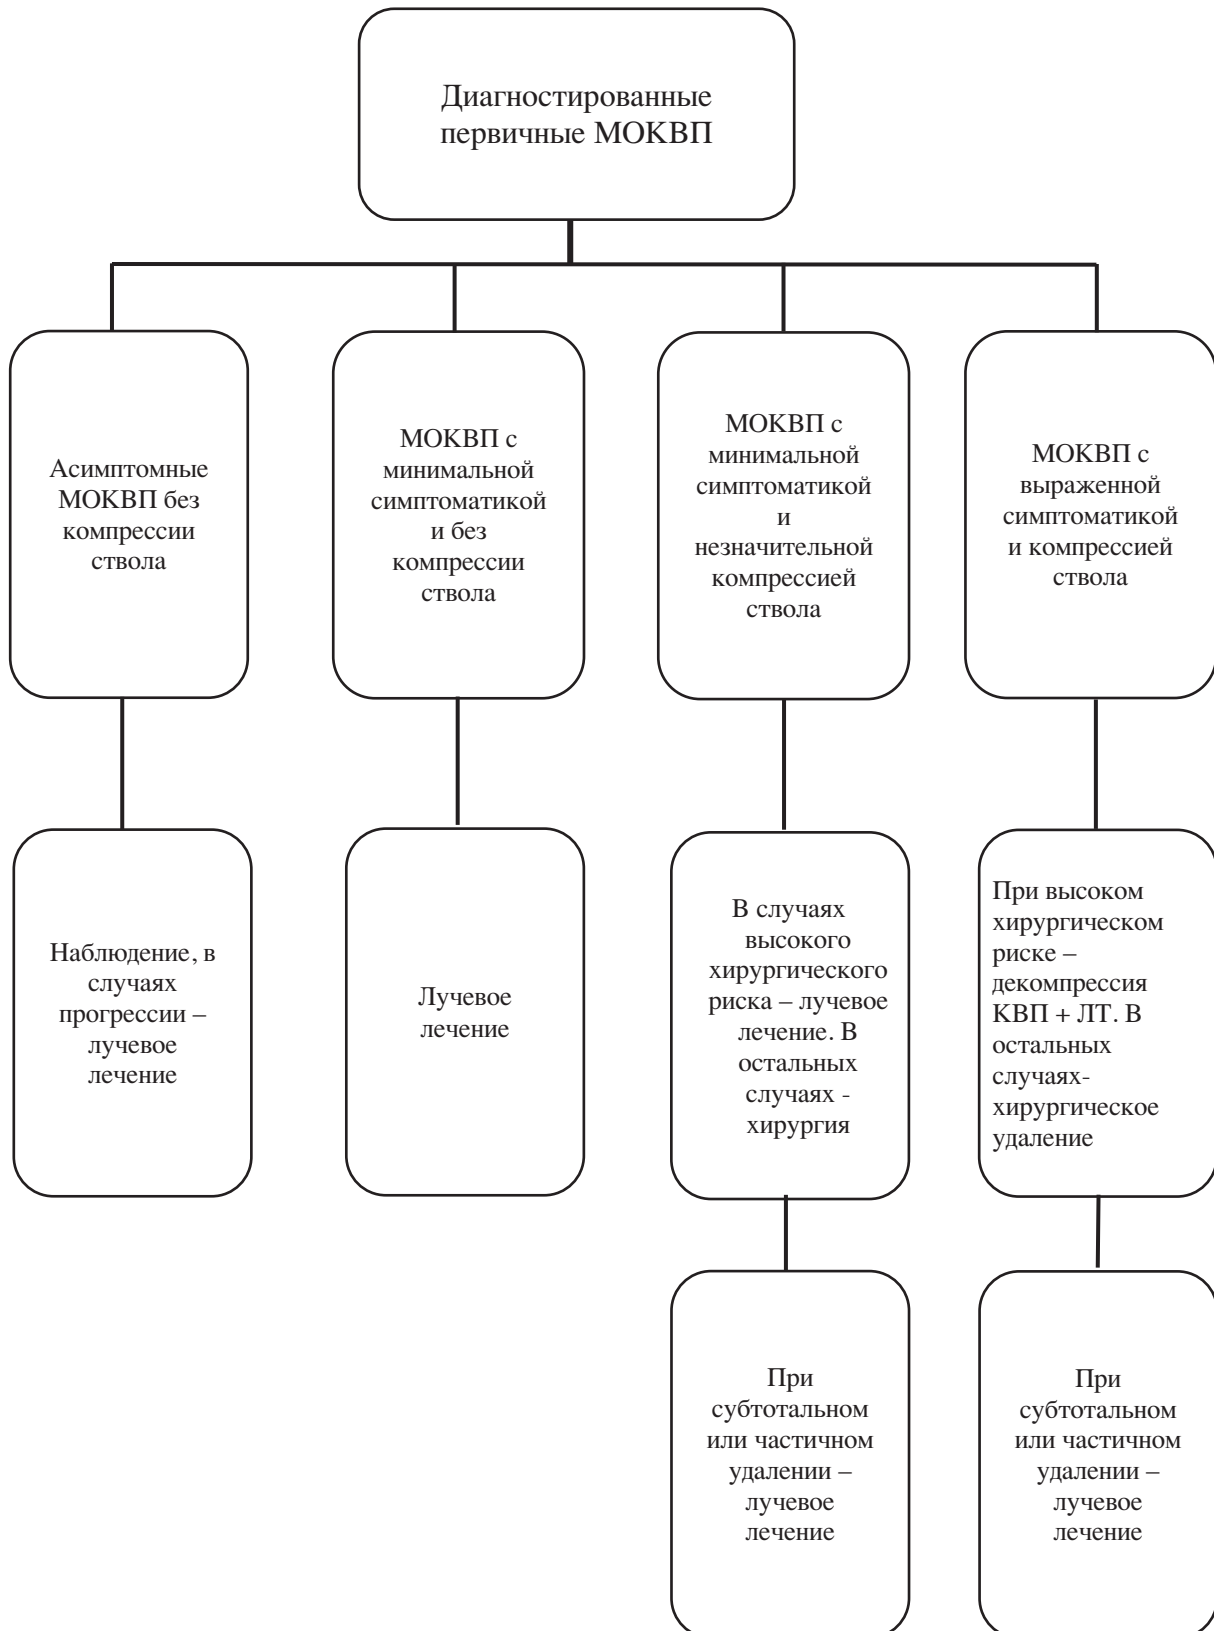 Диагностированные
первичные МОКВП
Асимптомные
МОКВП без
компрессии
ствола
МОКВП с
минимальной
симптоматикой
и без
компрессии
ствола
МОКВП с
минимальной
симптоматикой
и
незначительной
компрессией
ствола
МОКВП с
выраженной
симптоматикой
и компрессией
ствола
Наблюдение, в
случаях
прогрессии –
лучевое
лечение
Лучевое
лечение
В случаях
высокого
хирургического
риска – лучевое
лечение. В
остальных
случаях -
хирургия
При высоком
хирургическом
риске –
декомпрессия
КВП + ЛТ. В
остальных
случаях-
хирургическое
удаление
При
субтотальном
или частичном
удалении –
лучевое
лечение
При
субтотальном
или частичном
удалении –
лучевое
лечение